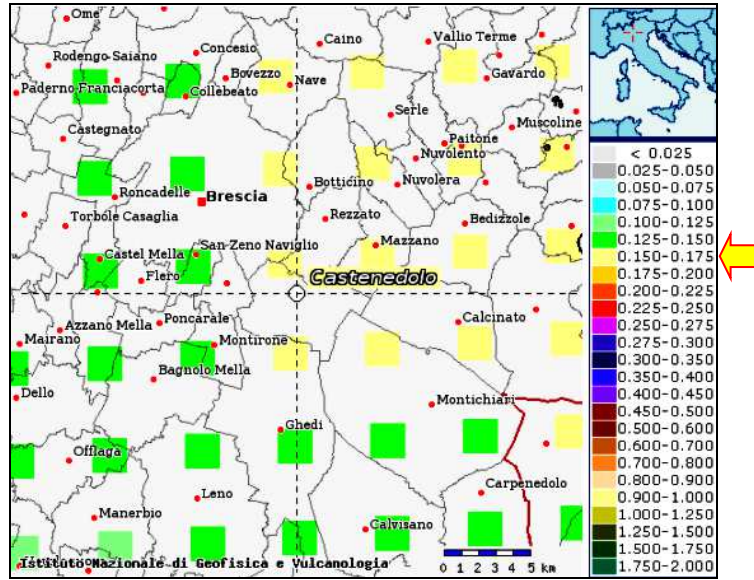 Ome
Caino
Vallio Terme
Concesio
Rodengo-Saiano
Bovezzo
Nave
Gavardo
Paderno Franciacorta
Collebeato
Serle
Muscoline
Castegnato
Paitone
Nuvolento
Botticino
Nuvolera
Roncadelle
Brescia
Torbole Casaglia
Rezzato
Bedizzole
San Zeno Naviglio
Mazzano
Castel Mella
Flero
Castenedolo
Azzano Mella
Poncarale
Calcinato
Mairano
Montirone
Bagnolo Mella
Dello
Montichiari
Ghedi
Offlaga
Leno
Carpenedolo
Manerbio
Calvisano
Istituto Nazionale di Geofisica e Vulcanologia
0 1 2 3 4 5 km
< 0.025
0.025-0.050
0.050-0.075
0.075-0.100
0.100-0.125
0.125-0.150
0.150-0.175
0.175-0.200
0.200-0.225
0.225-0.250
0.250-0.275
0.275-0.300
0.300-0.350
0.350-0.400
0.400-0.450
0.450-0.500
0.500-0.600
0.600-0.700
0.700-0.800
0.800-0.900
0.900-1.000
1.000-1.250
1.250-1.500
1.500-1.750
1.750-2.000